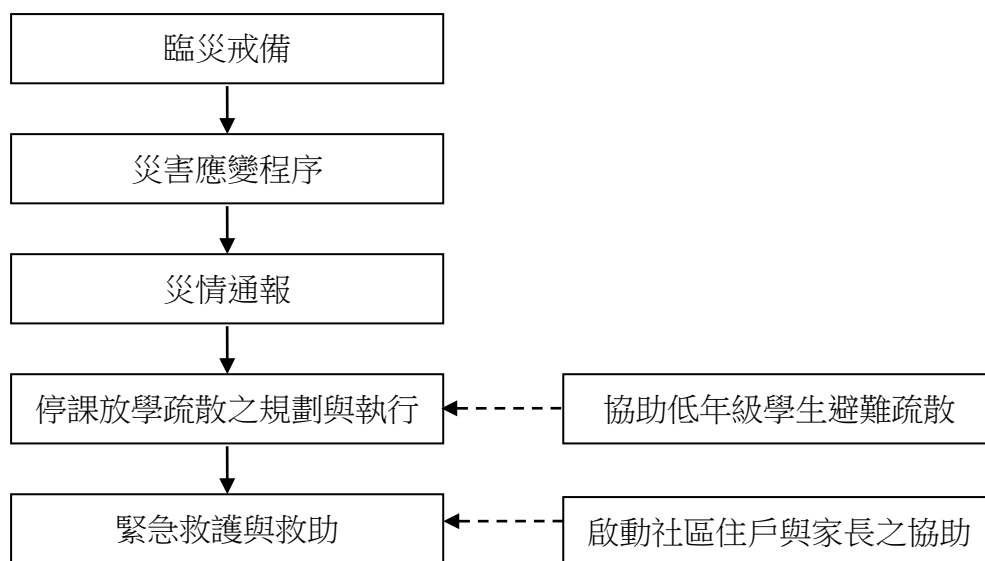 臨災戒備
災害應變程序
災情通報
停課放學疏散之規劃與執行
協助低年級學生避難疏散
緊急救護與救助
啟動社區住戶與家長之協助